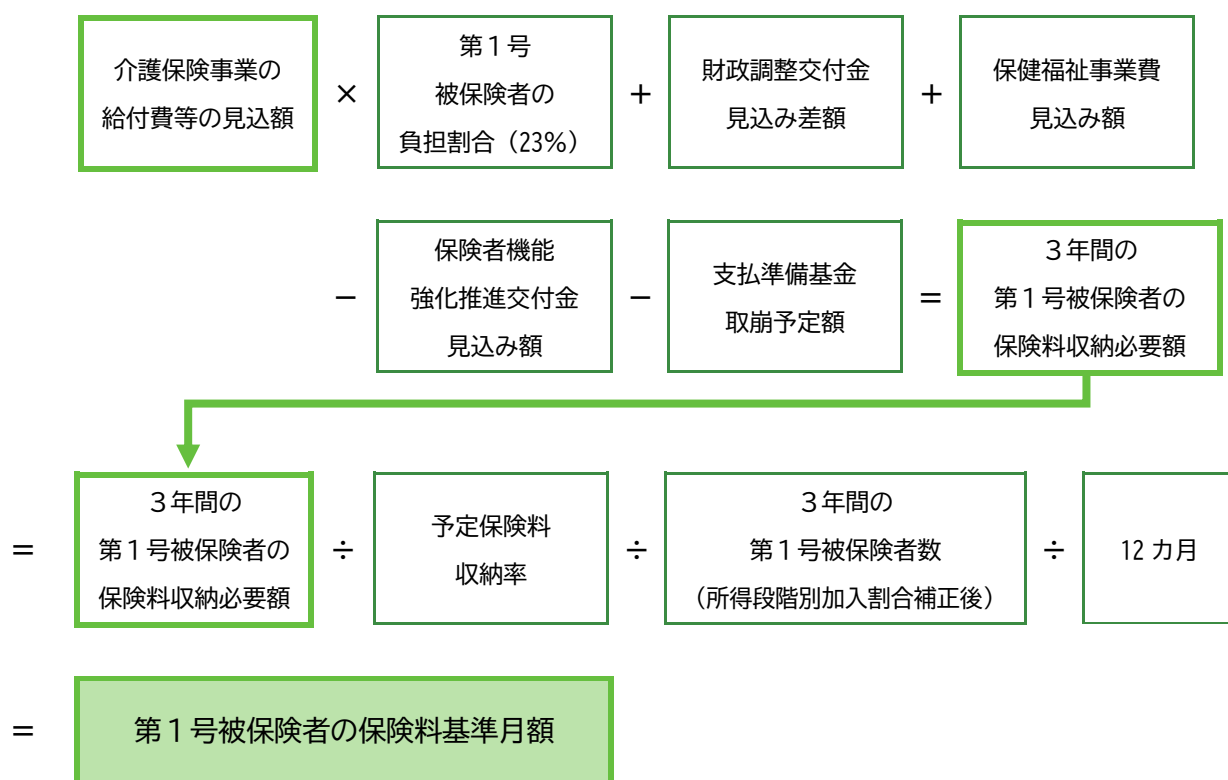 介護保険事業の
給付費等の見込額
×
第１号
被保険者の
負担割合（23％）
＋
財政調整交付金
見込み差額
＋
保健福祉事業費
見込み額
－
保険者機能
強化推進交付金
見込み額
－
支払準備基金
取崩予定額
＝
３年間の
第１号被保険者の
保険料収納必要額
＝
３年間の
第１号被保険者の
保険料収納必要額
÷
予定保険料
収納率
÷
３年間の
第１号被保険者数
（所得段階別加入割合補正後）
÷
12 カ月
＝
第１号被保険者の保険料基準月額